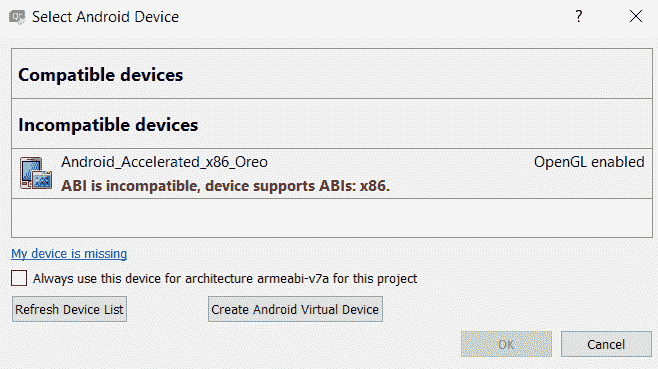 Select Android Device
Compatible devices
Incompatible devices
Android_Accelerated_x86_Oreo OpenGL enabled
ABI is incompatible, device supports ABIs: x86.
My device is missing
Always use this device for architecture armeabi-v7a for this project
Refresh Device List Create Android Virtual Device
OK Cancel